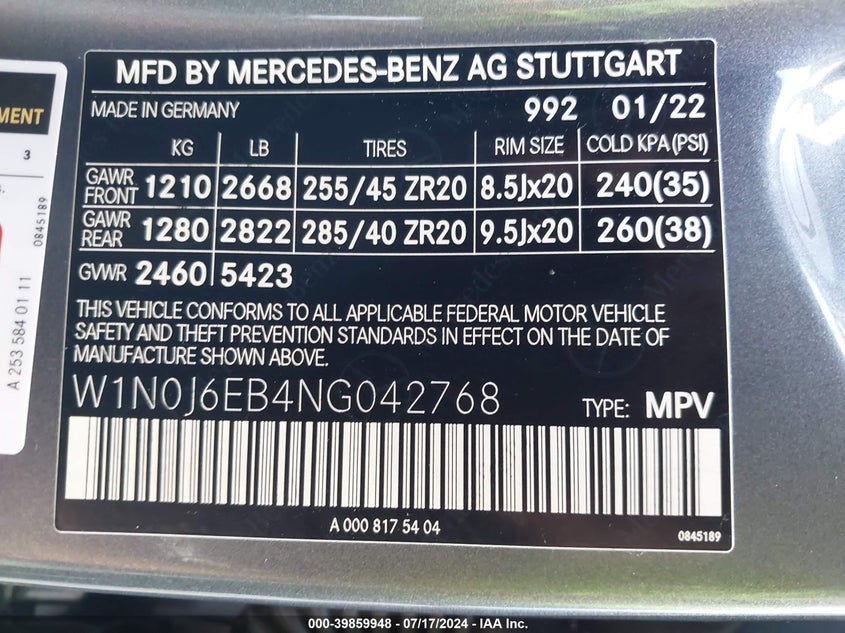 MFD BY MERCEDES-BENZ AG STUTTGART
MADE IN GERMANY 992 01/22
KG LB TIRES RIM SIZE COLD KPA(PSI)
GAWR FRONT 1210 2668 255/45 ZR20 8.5Jx20 240(35)
GAWR REAR 1280 2822 285/40 ZR20 9.5Jx20 260(38)
GVWR 2460 5423
THIS VEHICLE CONFORMS TO ALL APPLICABLE FEDERAL MOTOR VEHICLE
SAFETY AND THEFT PREVENTION STANDARDS IN EFFECT ON THE DATE OF
MANUFACTURE SHOWN ABOVE.
W1N0J6EB4NG042768 TYPE: MPV
A 000 817 54 04
0845189
MENT
3
0845189
A 253 584 01 11
000-39859948 - 07/17/2024 - IAA Inc.